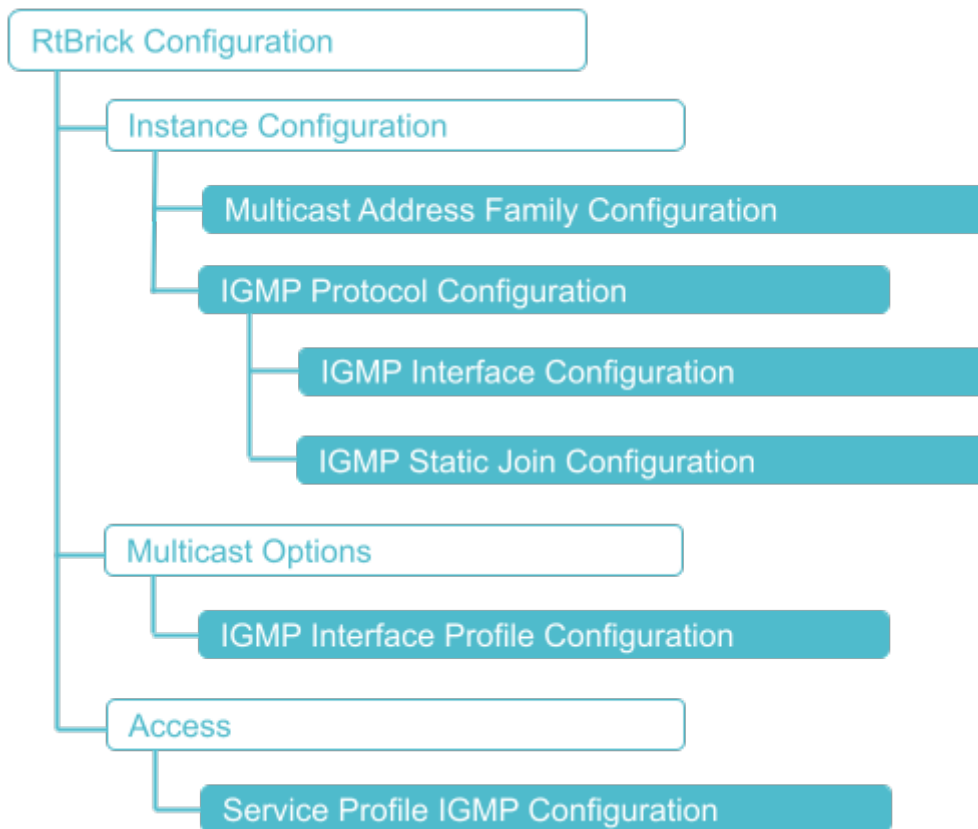 RtBrick Configuration
Instance Configuration
Multicast Address Family Configuration
IGMP Protocol Configuration
IGMP Interface Configuration
IGMP Static Join Configuration
Multicast Options
IGMP Interface Profile Configuration
Access
Service Profile IGMP Configuration